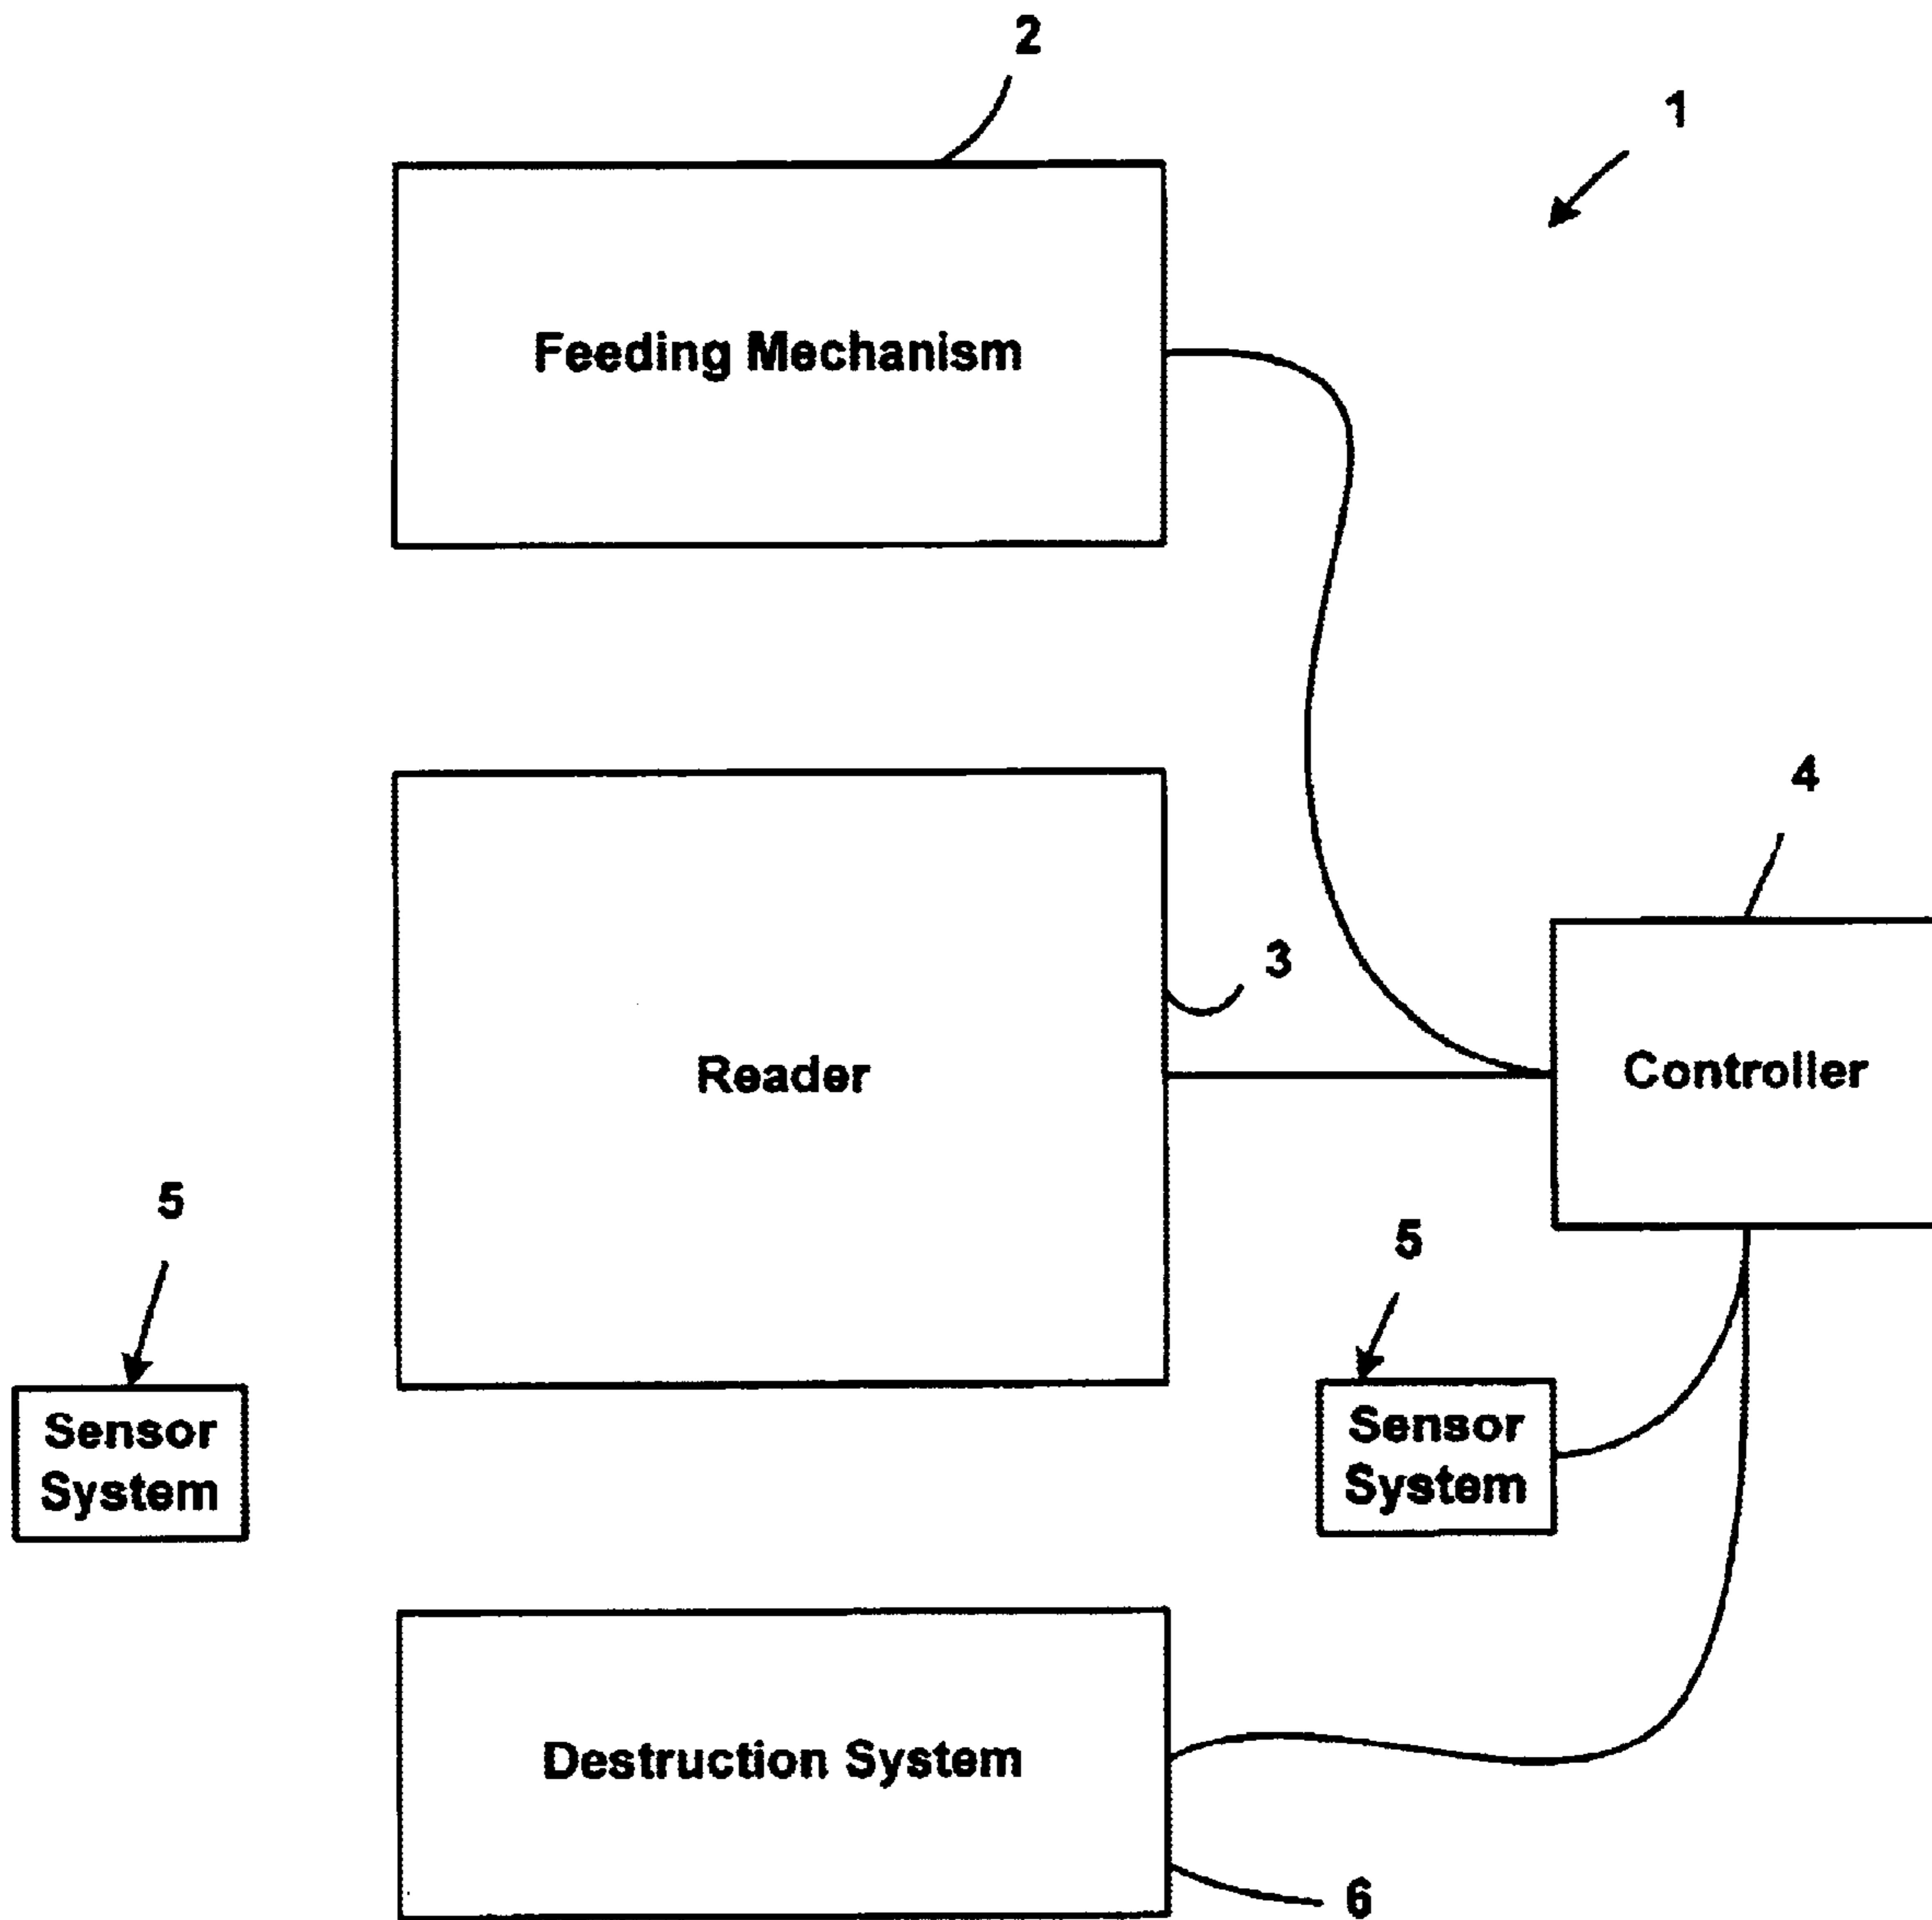 2
1
Feeding Mechanism
4
3
Reader
Controller
5
5
Sensor
System
Sensor
System
Destruction System
6